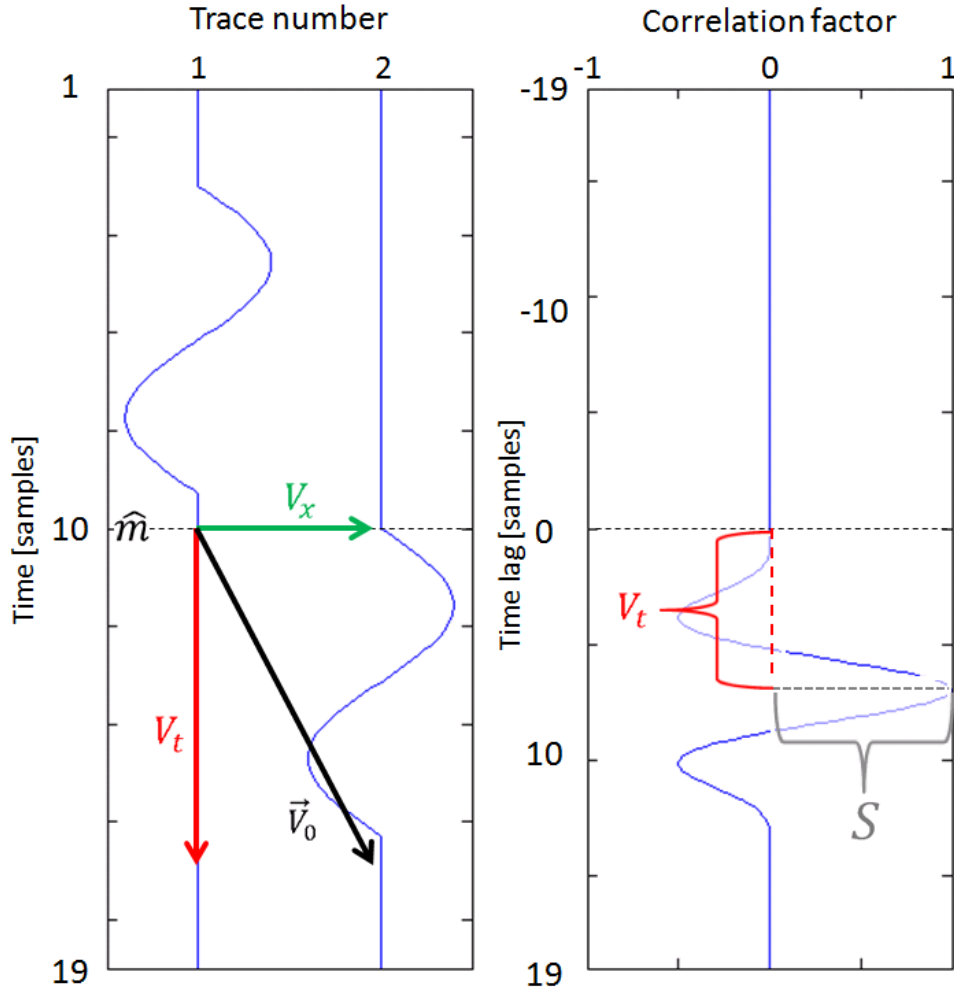 Trace number
1 2
1
10
19
Time [samples]
m̂
V_x
V_t
V⃗_0
Correlation factor
-1 0 1
-19
-10
0
10
19
Time lag [samples]
V_t
S